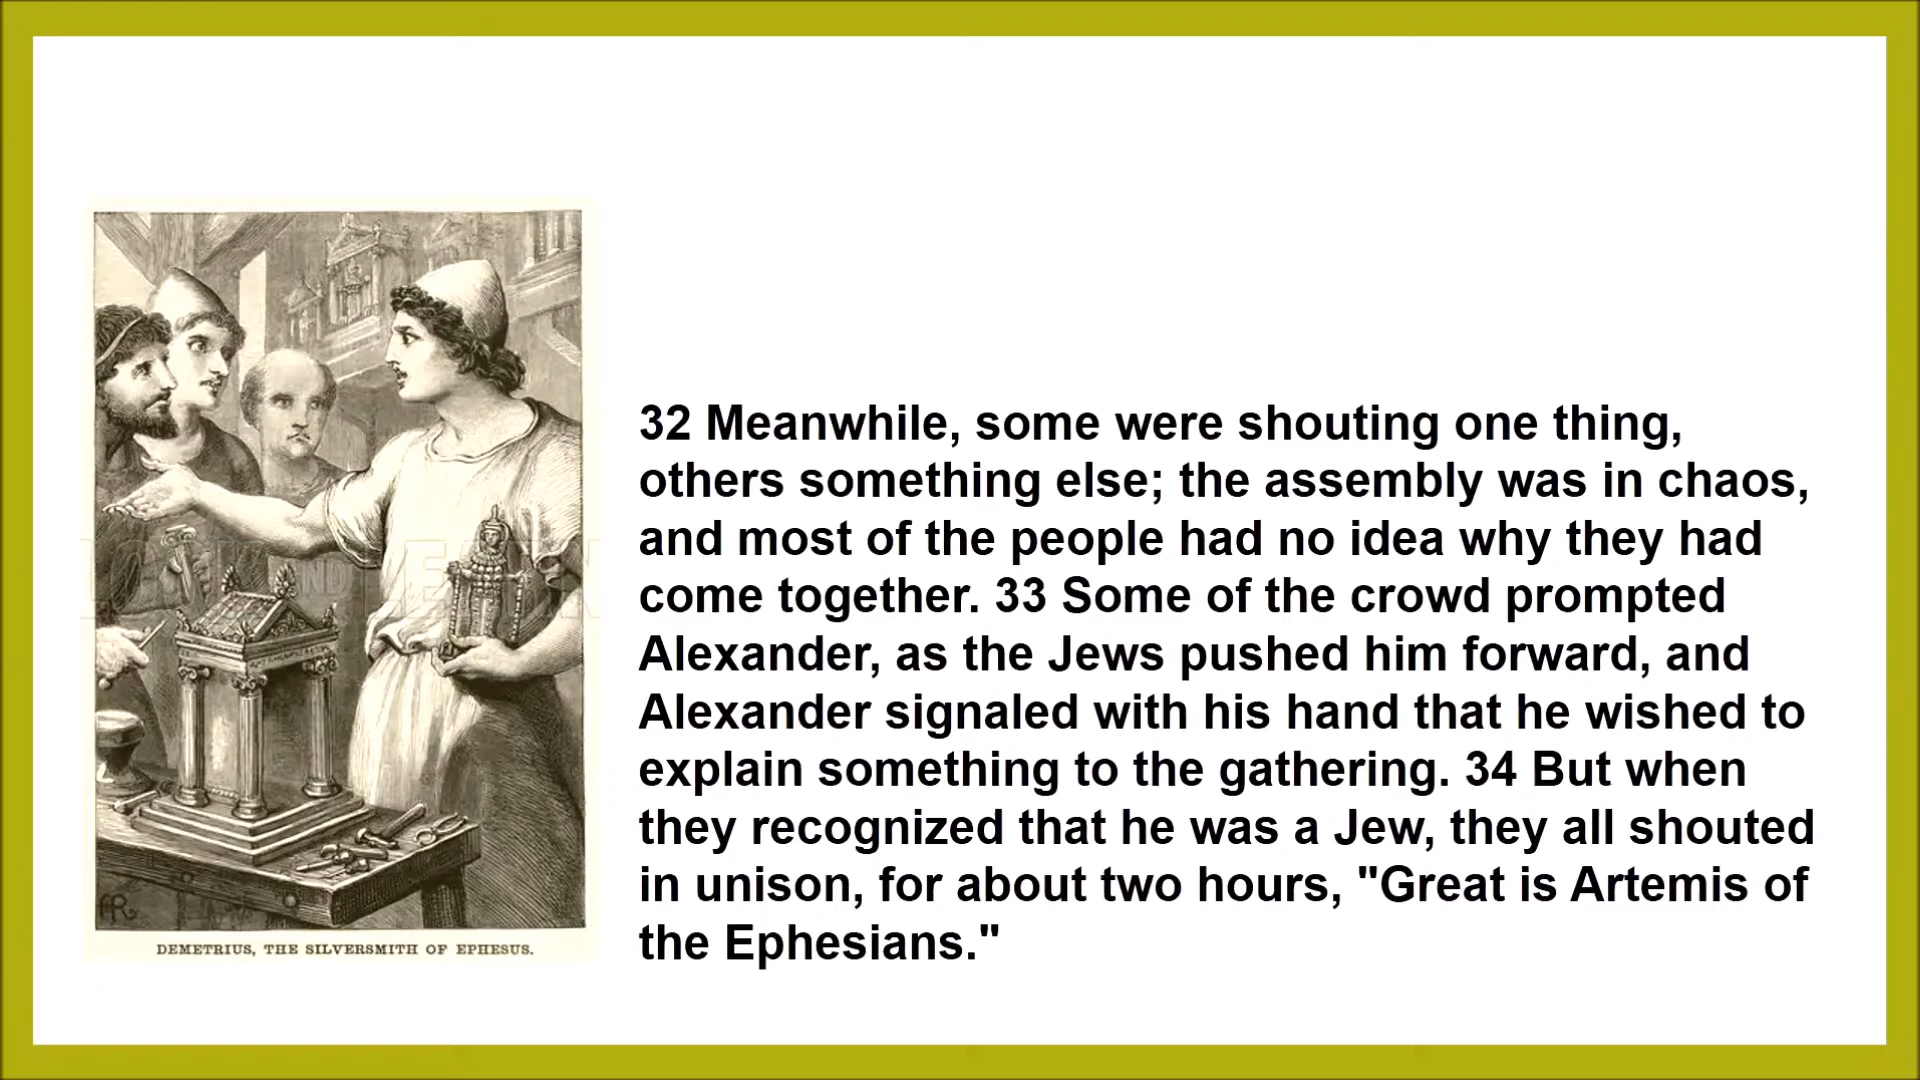 32 Meanwhile, some were shouting one thing,
others something else; the assembly was in chaos,
and most of the people had no idea why they had
come together. 33 Some of the crowd prompted
Alexander, as the Jews pushed him forward, and
Alexander signaled with his hand that he wished to
explain something to the gathering. 34 But when
they recognized that he was a Jew, they all shouted
in unison, for about two hours, "Great is Artemis of
the Ephesians."
DEMETRIUS, THE SILVERSMITH OF EPHESUS.